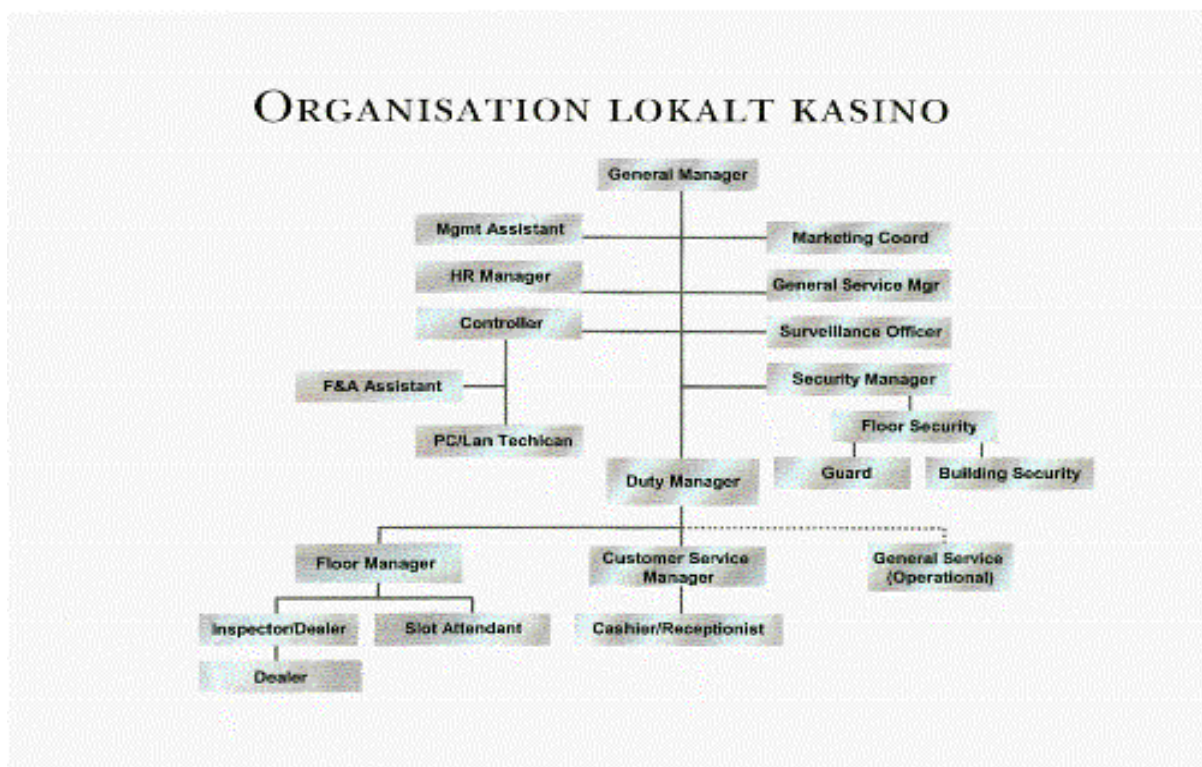 ORGANISATION LOKALT KASINO
General Manager
Mgmt Assistant
Marketing Coord
HR Manager
General Service Mgr
Controller
Surveillance Officer
F&A Assistant
Security Manager
Floor Security
PC/Lan Techican
Guard
Building Security
Duty Manager
Floor Manager
Customer Service
Manager
General Service
(Operational)
Inspector/Dealer
Slot Attendant
Cashier/Receptionist
Dealer